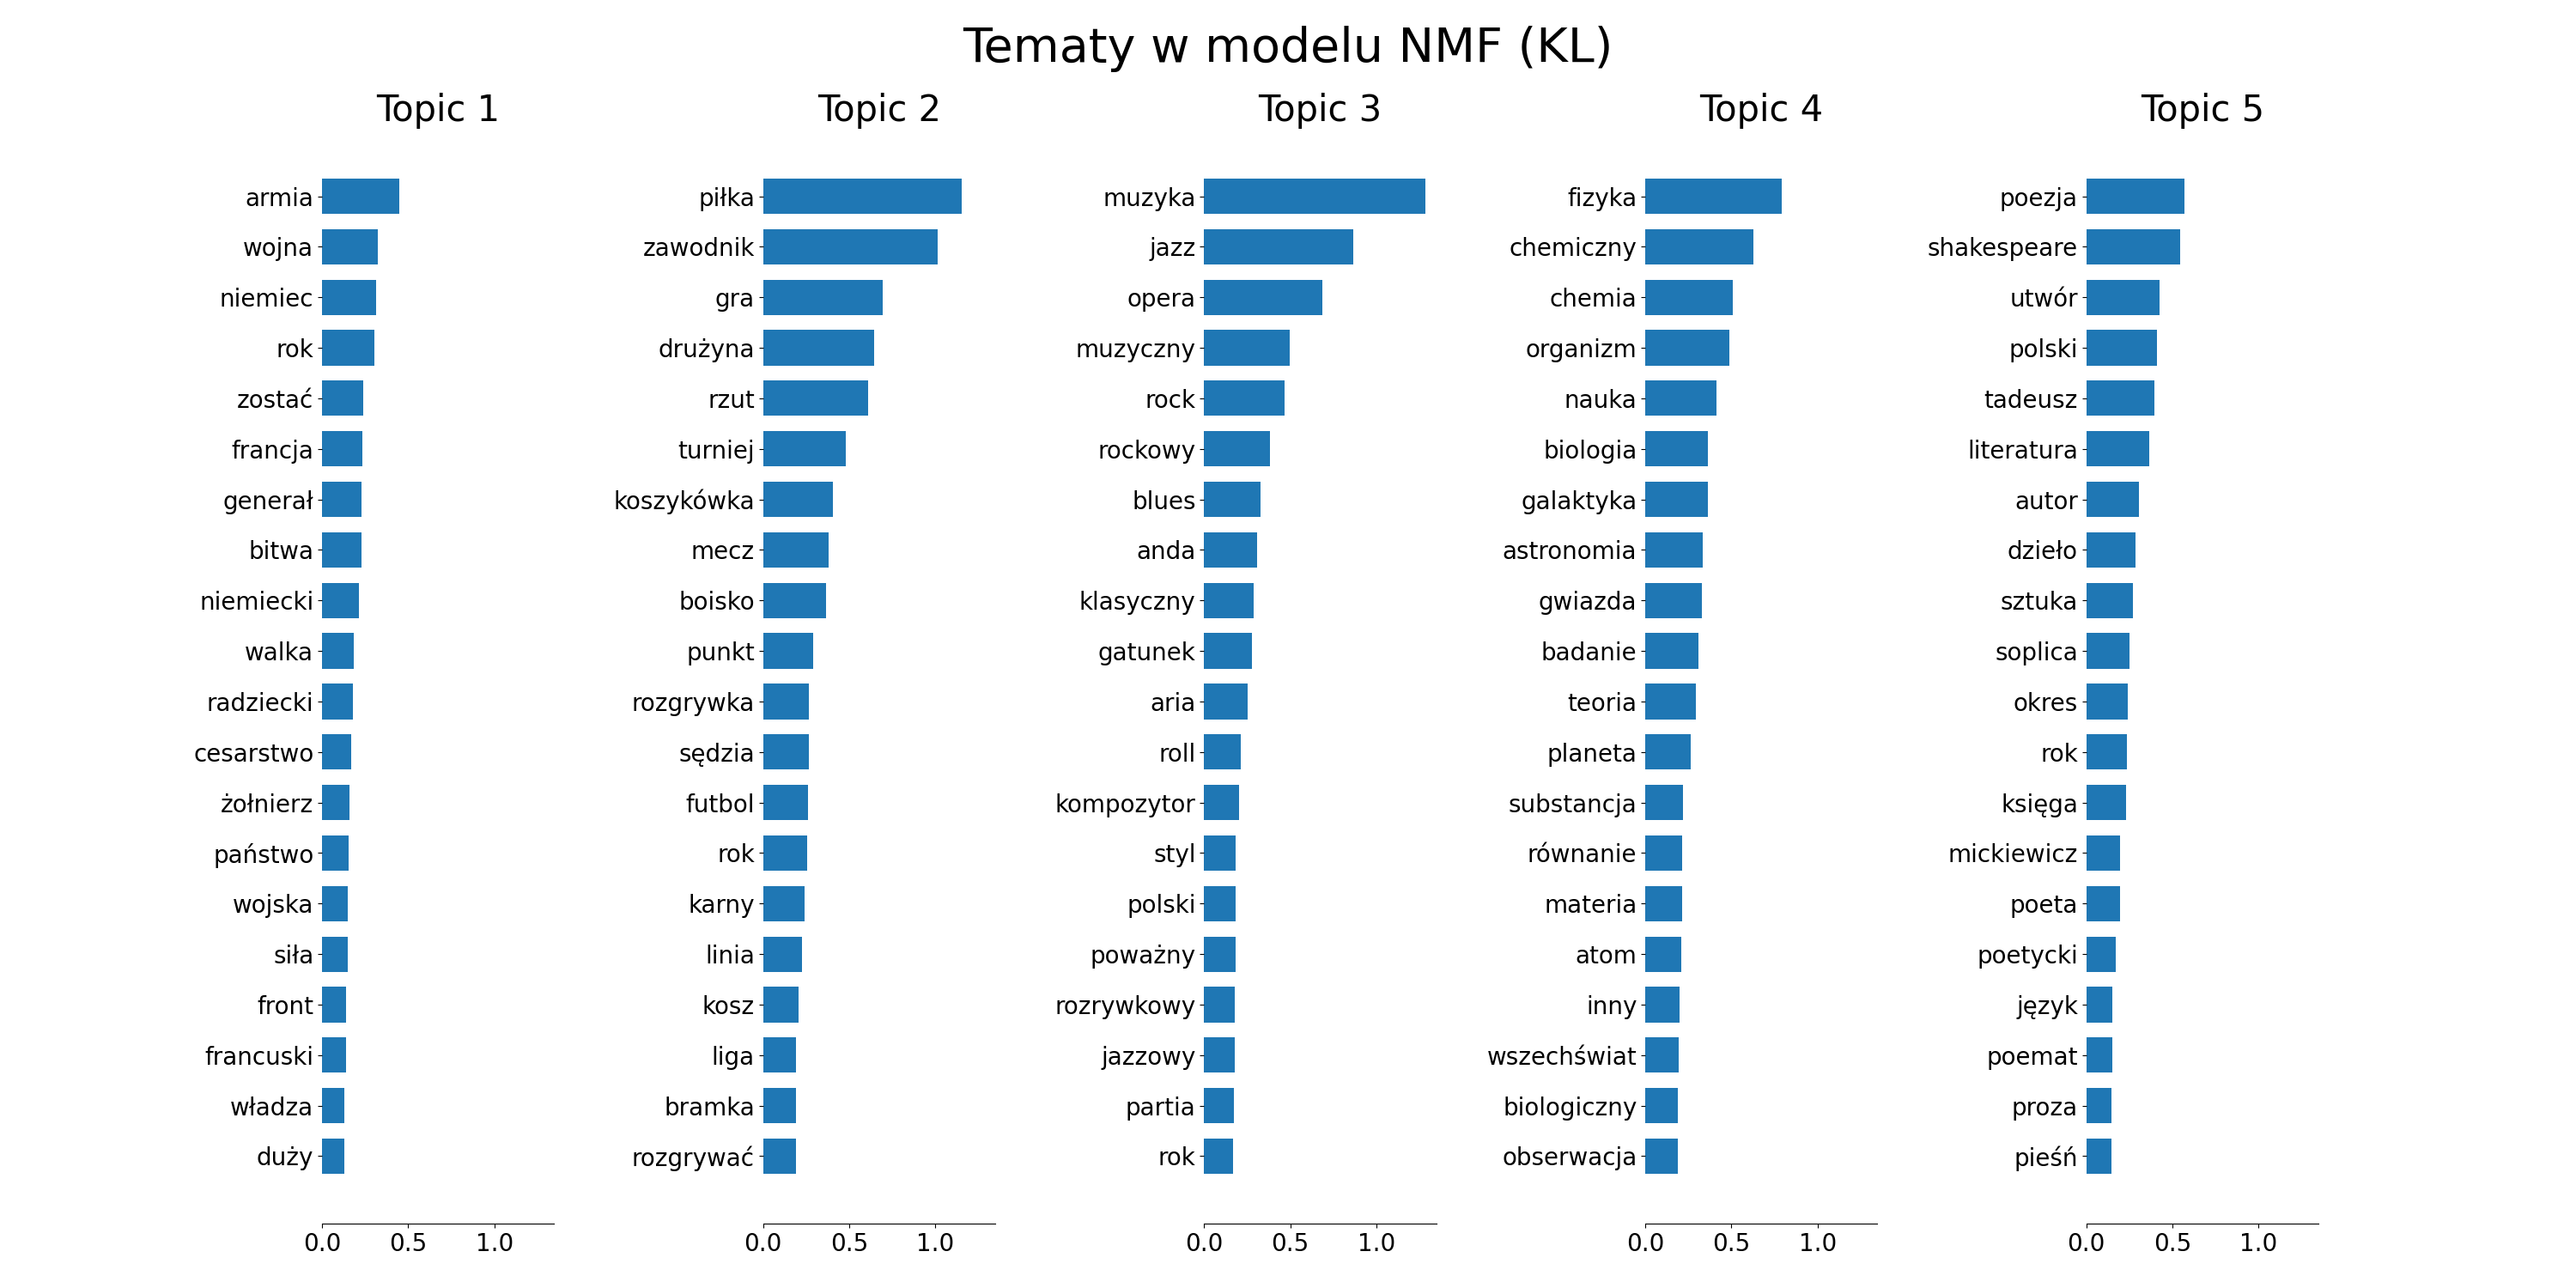 Tematy w modelu NMF (KL)
Topic 1
armia
wojna
niemiec
rok
zostać
francja
generał
bitwa
niemiecki
walka
radziecki
cesarstwo
żołnierz
państwo
wojska
siła
front
francuski
władza
duży
0.0 0.5 1.0
Topic 2
piłka
zawodnik
gra
drużyna
rzut
turniej
koszykówka
mecz
boisko
punkt
rozgrywka
sędzia
futbol
rok
karny
linia
kosz
liga
bramka
rozgrywać
0.0 0.5 1.0
Topic 3
muzyka
jazz
opera
muzyczny
rock
rockowy
blues
anda
klasyczny
gatunek
aria
roll
kompozytor
styl
polski
poważny
rozrywkowy
jazzowy
partia
rok
0.0 0.5 1.0
Topic 4
fizyka
chemiczny
chemia
organizm
nauka
biologia
galaktyka
astronomia
gwiazda
badanie
teoria
planeta
substancja
równanie
materia
atom
inny
wszechświat
biologiczny
obserwacja
0.0 0.5 1.0
Topic 5
poezja
shakespeare
utwór
polski
tadeusz
literatura
autor
dzieło
sztuka
soplica
okres
rok
księga
mickiewicz
poeta
poetycki
język
poemat
proza
pieśń
0.0 0.5 1.0